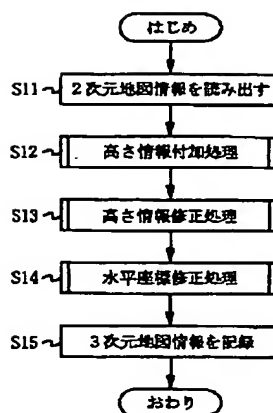 はじめ
S11 2次元地図情報を読み出す
S12 高さ情報付加処理
S13 高さ情報修正処理
S14 水平座標修正処理
S15 3次元地図情報を記録
おわり